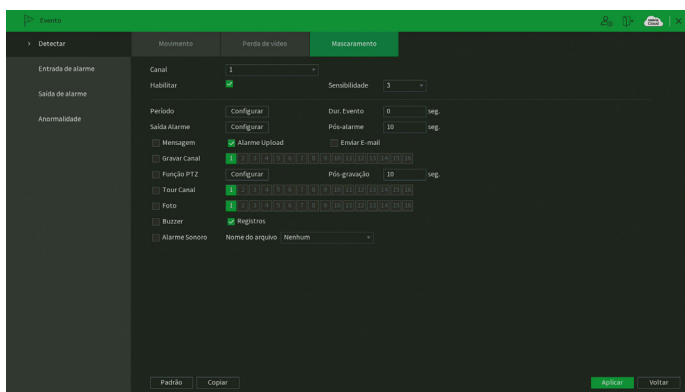 Evento
Detectar
Movimento
Perda de vídeo
Mascaramento
Entrada de alarme
Saída de alarme
Anormalidade
Canal 1
Habilitar Sensibilidade 3
Período Configurar Dur. Evento 0 seg.
Saída Alarme Configurar Pós-alarme 10 seg.
Mensagem Alarme Upload Enviar E-mail
Gravar Canal 1 2 3 4 5 6 7 8 9 10 11 12 13 14 15 16
Função PTZ Configurar Pós-gravação 10 seg.
Tour Canal 1 2 3 4 5 6 7 8 9 10 11 12 13 14 15 16
Foto 1 2 3 4 5 6 7 8 9 10 11 12 13 14 15 16
Buzzer Registros
Alarme Sonoro Nome do arquivo Nenhum
Padrão Copiar Aplicar Voltar